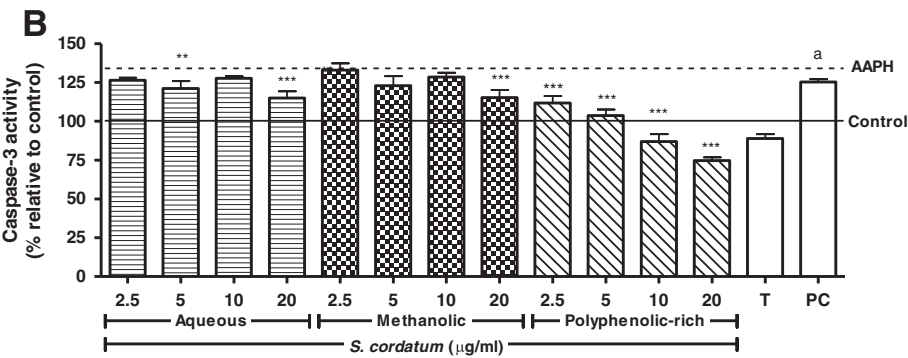 B
Caspase-3 activity
(% relative to control)
150
125
100
75
50
25
0
** *** *** *** *** *** *** a
AAPH
Control
2.5 5 10 20 2.5 5 10 20 2.5 5 10 20 T PC
Aqueous Methanolic Polyphenolic-rich
S. cordatum (μg/ml)